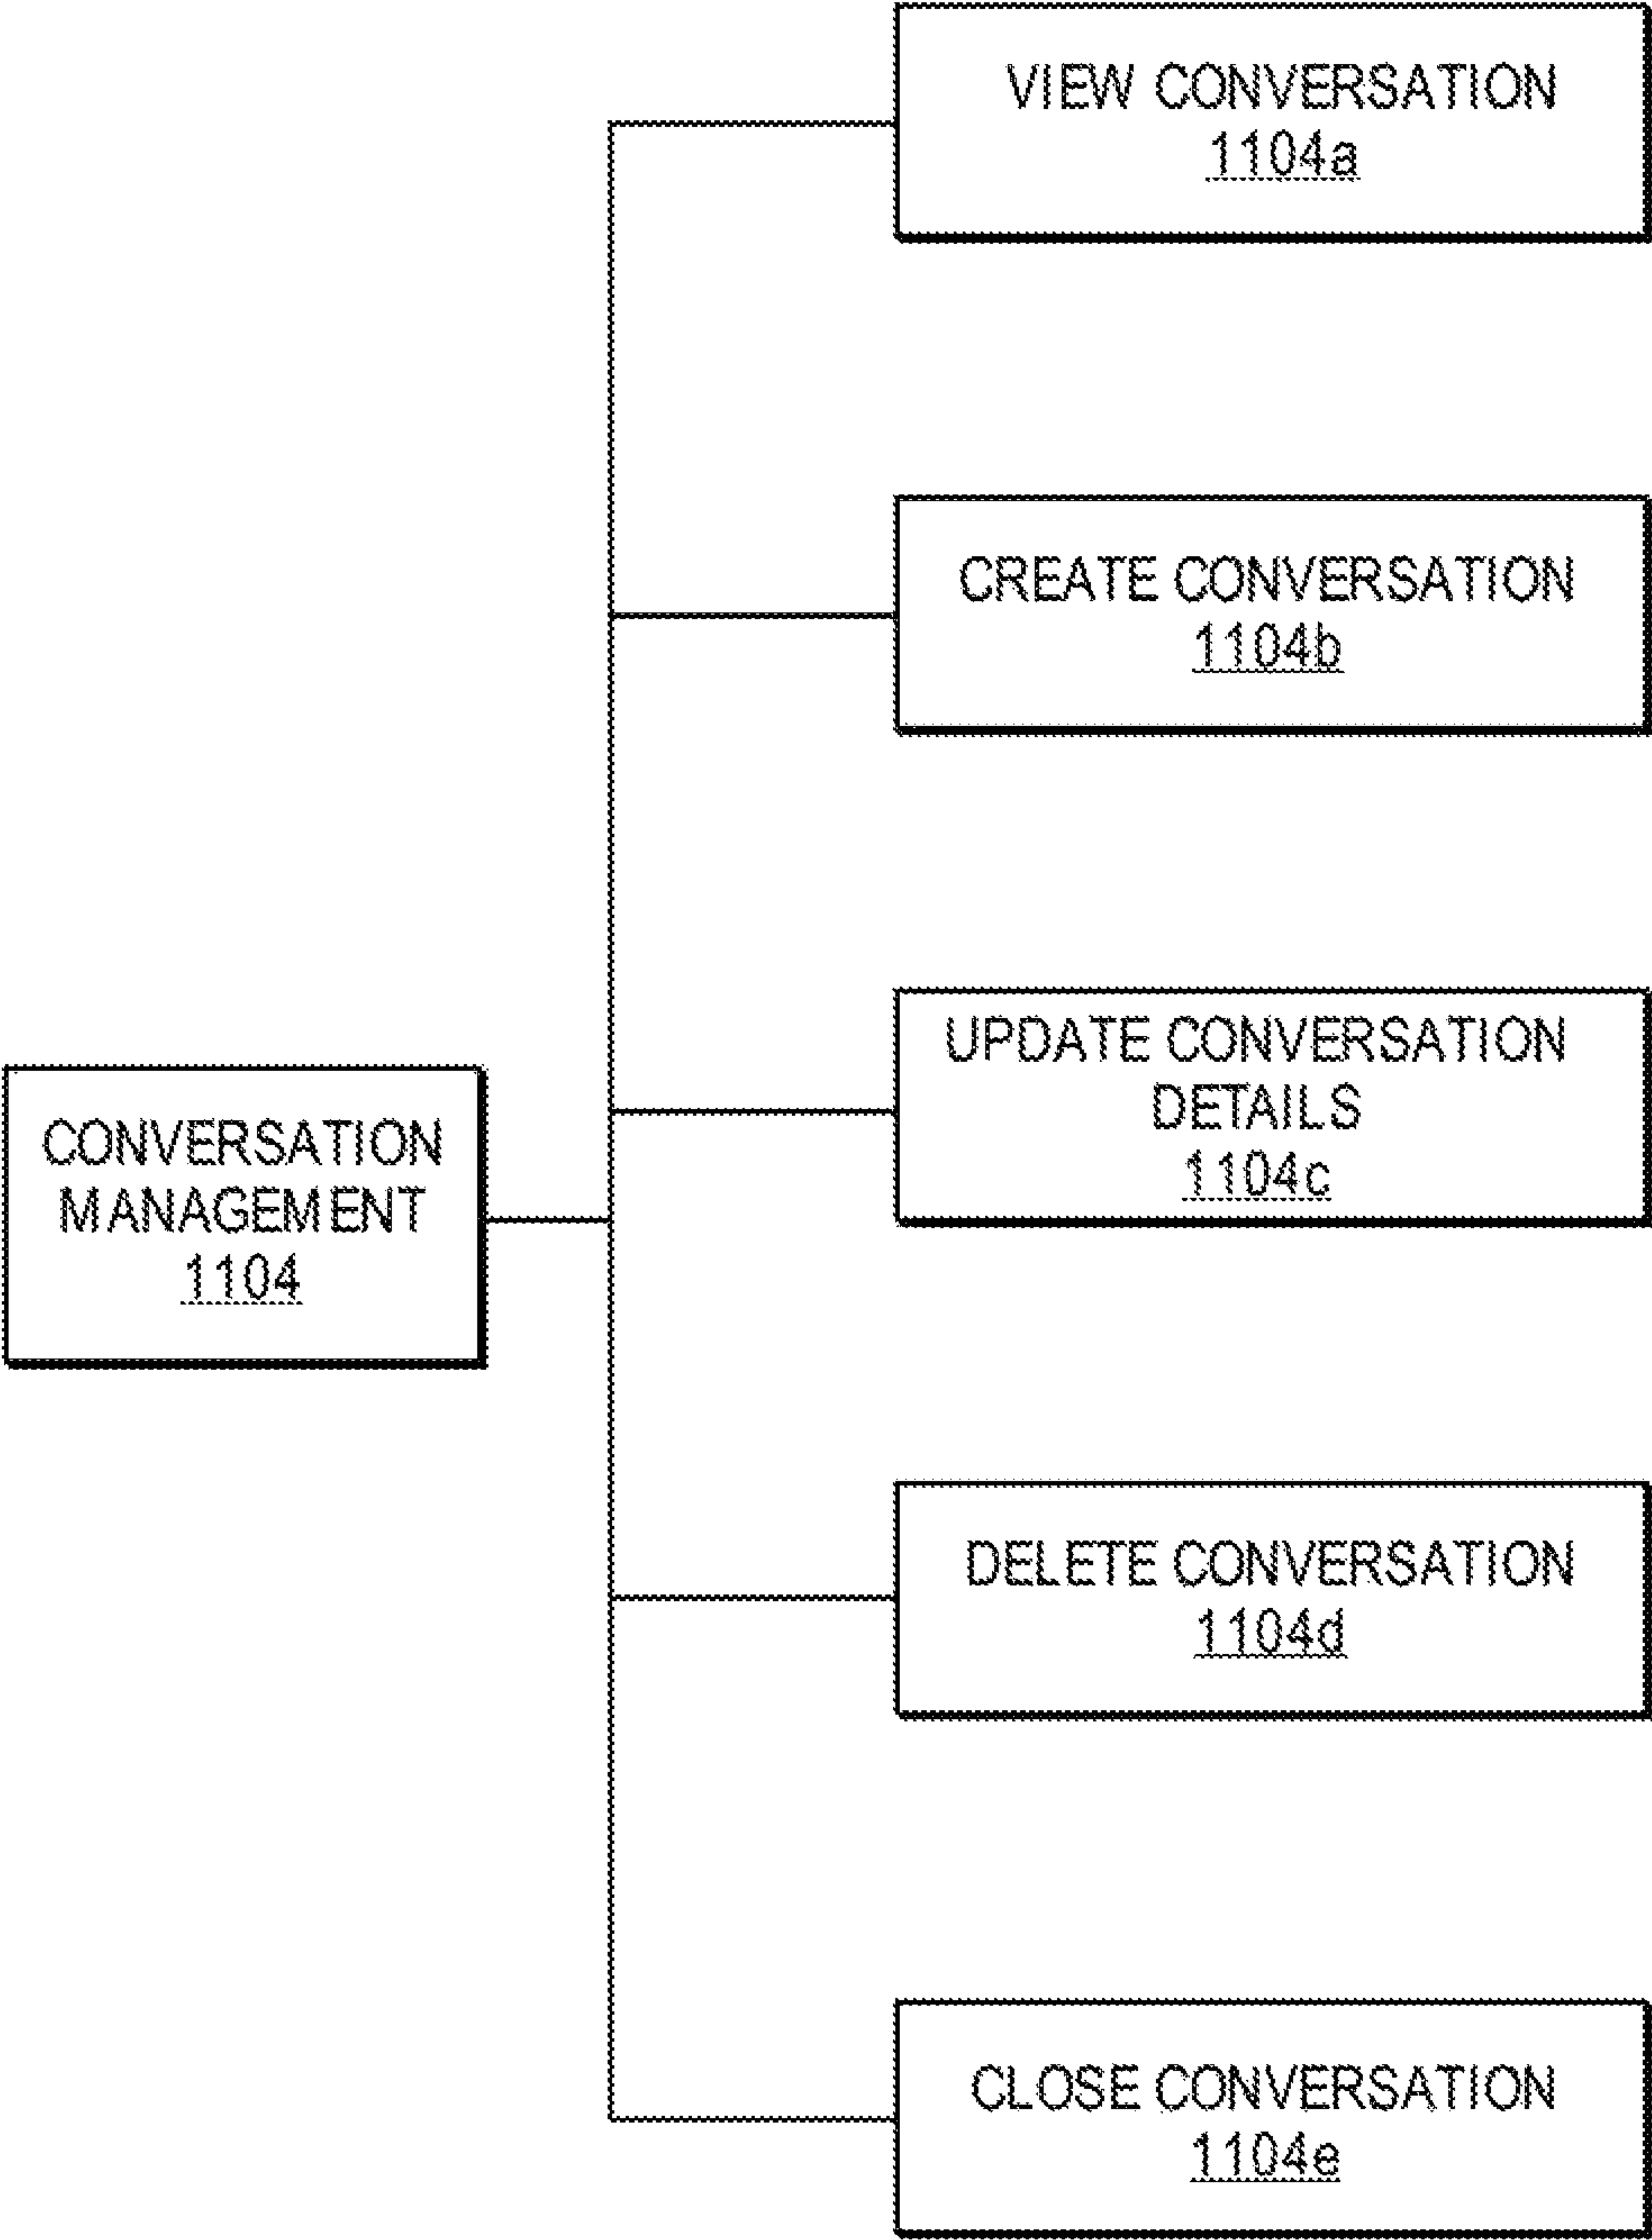 VIEW CONVERSATION
1104a
CREATE CONVERSATION
1104b
UPDATE CONVERSATION
DETAILS
1104c
CONVERSATION
MANAGEMENT
1104
DELETE CONVERSATION
1104d
CLOSE CONVERSATION
1104e